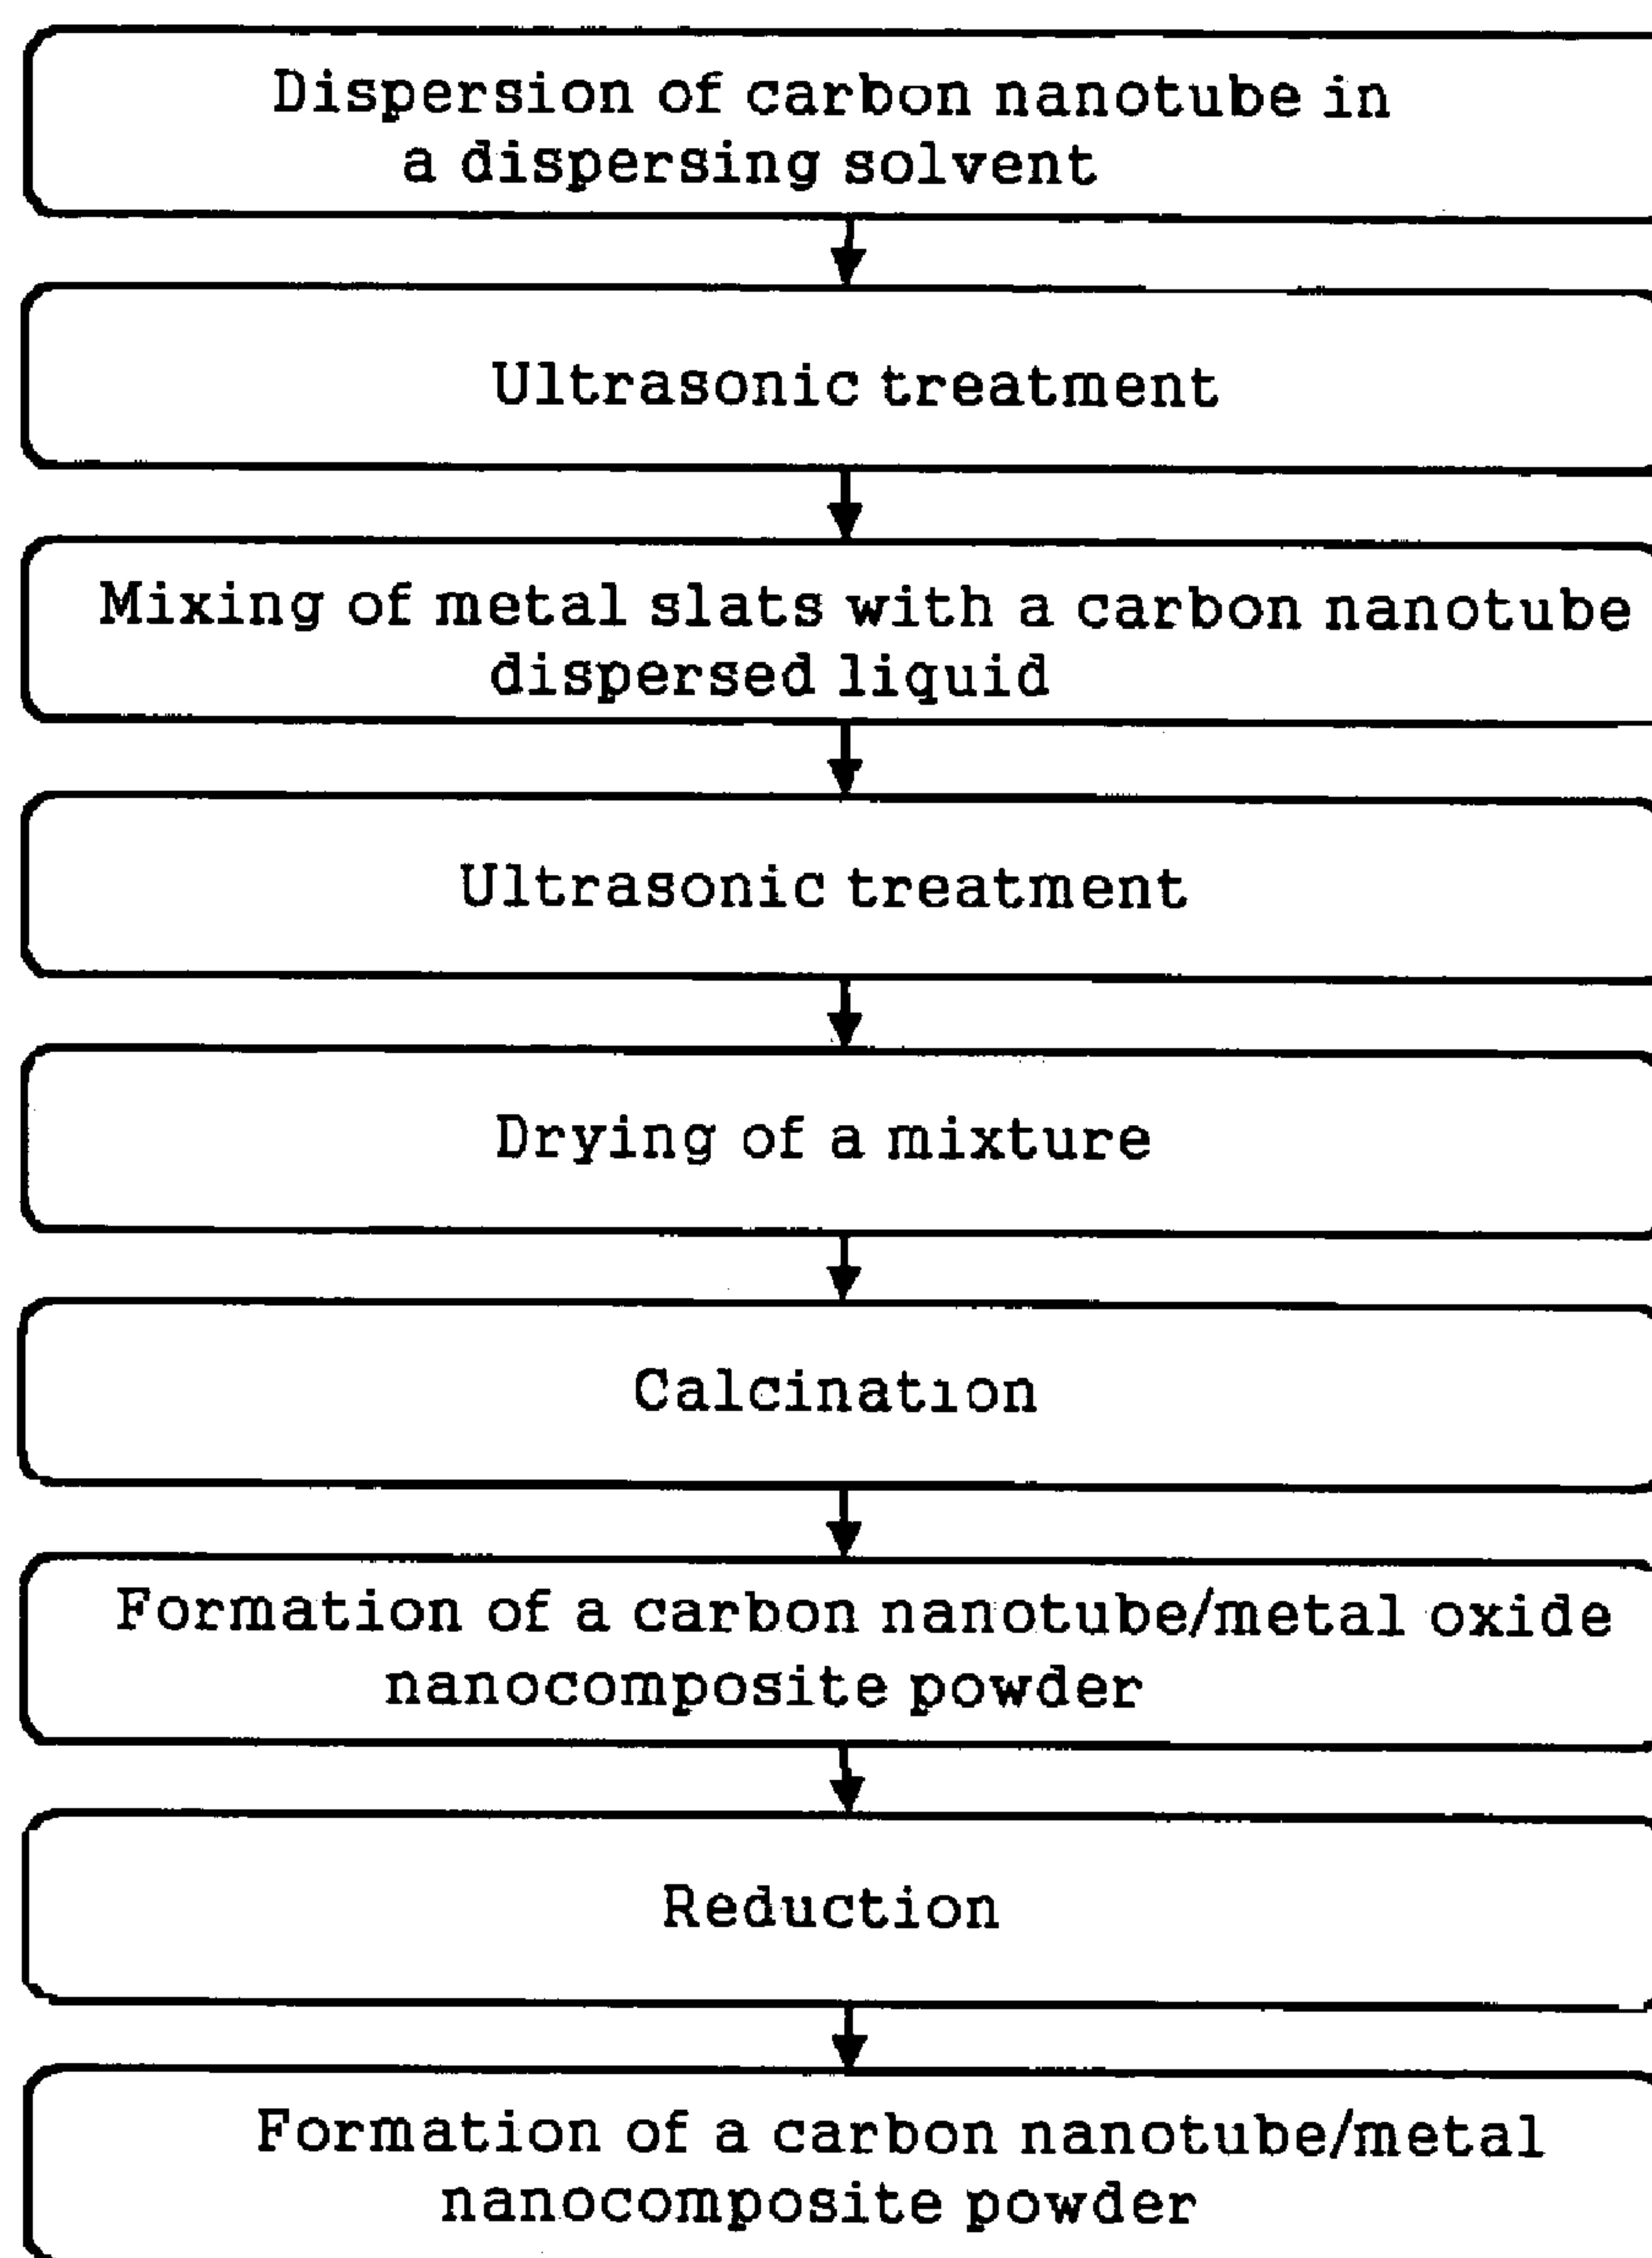 Dispersion of carbon nanotube in
a dispersing solvent
Ultrasonic treatment
Mixing of metal slats with a carbon nanotube
dispersed liquid
Ultrasonic treatment
Drying of a mixture
Calcination
Formation of a carbon nanotube/metal oxide
nanocomposite powder
Reduction
Formation of a carbon nanotube/metal
nanocomposite powder